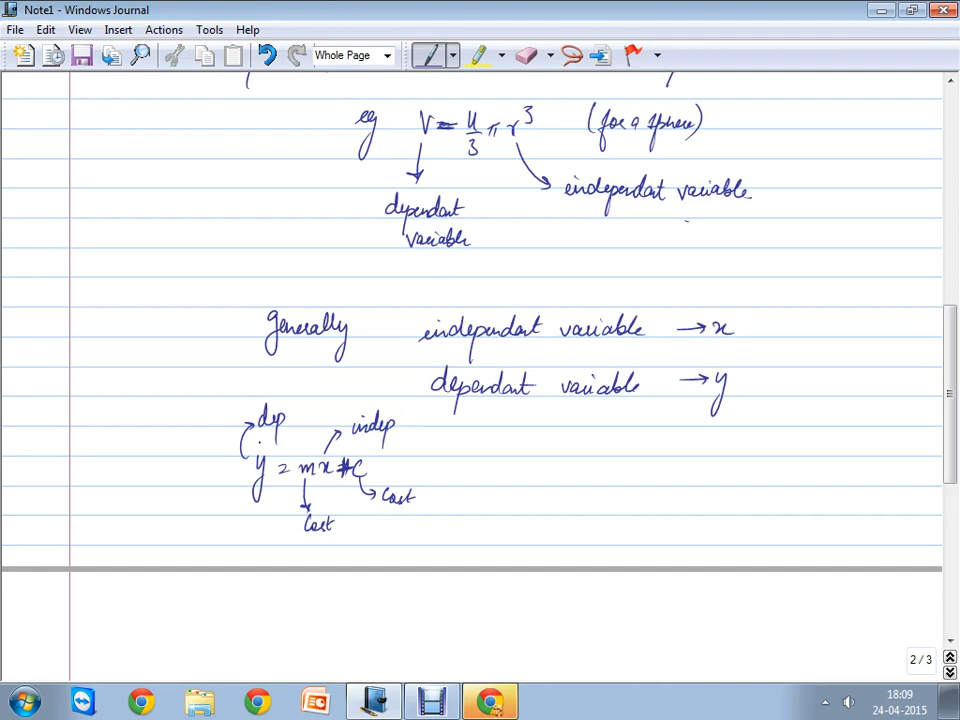 Note1 - Windows Journal
File Edit View Insert Actions Tools Help
Whole Page
eg V = 4/3 π r³ (for a sphere)
independant variable
dependant
variable
generally independant variable → x
dependant variable → y
dep
indep
y = mx + C
Cost
Cost
2 / 3
18:09
24-04-2015